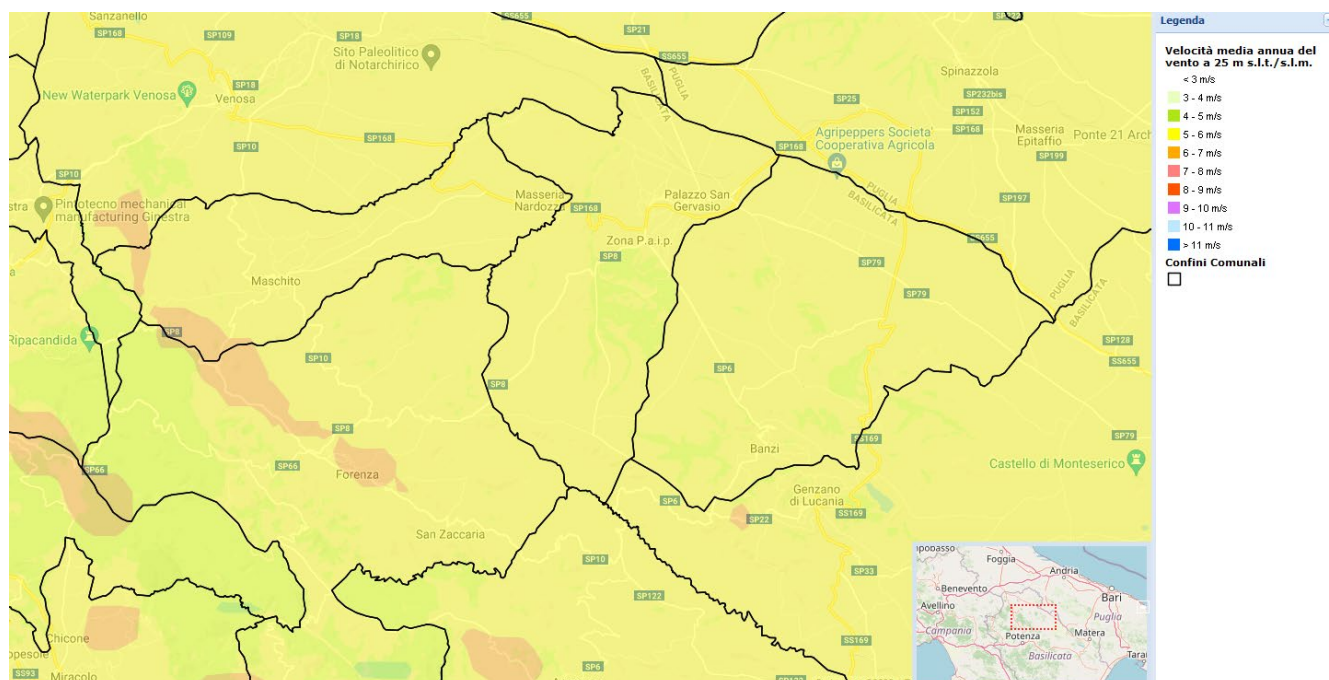 Sanzanello
SP168
SP109
SP18
Sito Paleolitico
di Notarchirico
SP18
New Waterpark Venosa
Venosa
SP168
SP10
SP10
Pintotecno mechanical
manufacturing Ginestra
Maschito
Ripacandida
SP8
SP10
SP8
SP8
SP66
SP66
Forenza
San Zaccaria
Chicone
SS93
Miracolo
SS655
SP21
SS655
BASILICATA
PUGLIA
Masseria
Nardozza
SP168
Palazzo San
Gervasio
Zona P.a.i.p.
SP8
SP168
SP25
Agripeppers Societa'
Cooperativa Agricola
Spinazzola
SP232bis
SP152
SP168
Masseria
Epitaffio
Ponte 21 Arch
SP199
SP197
PUGLIA
BASILICATA
SS655
SP79
SP79
PUGLIA
BASILICATA
SP128
SS655
SP6
Banzi
SS169
SP79
Castello di Monteserico
Genzano
di Lucania
SP6
SP22
SS169
SP10
SP122
SP33
SS169
SP6
Foggia
Andria
Benevento
Bari
Avellino
Puglia
Campania
Potenza
Matera
Basilicata
Legenda
Velocità media annua del
vento a 25 m s.l.t./s.l.m.
< 3 m/s
3 - 4 m/s
4 - 5 m/s
5 - 6 m/s
6 - 7 m/s
7 - 8 m/s
8 - 9 m/s
9 - 10 m/s
10 - 11 m/s
> 11 m/s
Confini Comunali